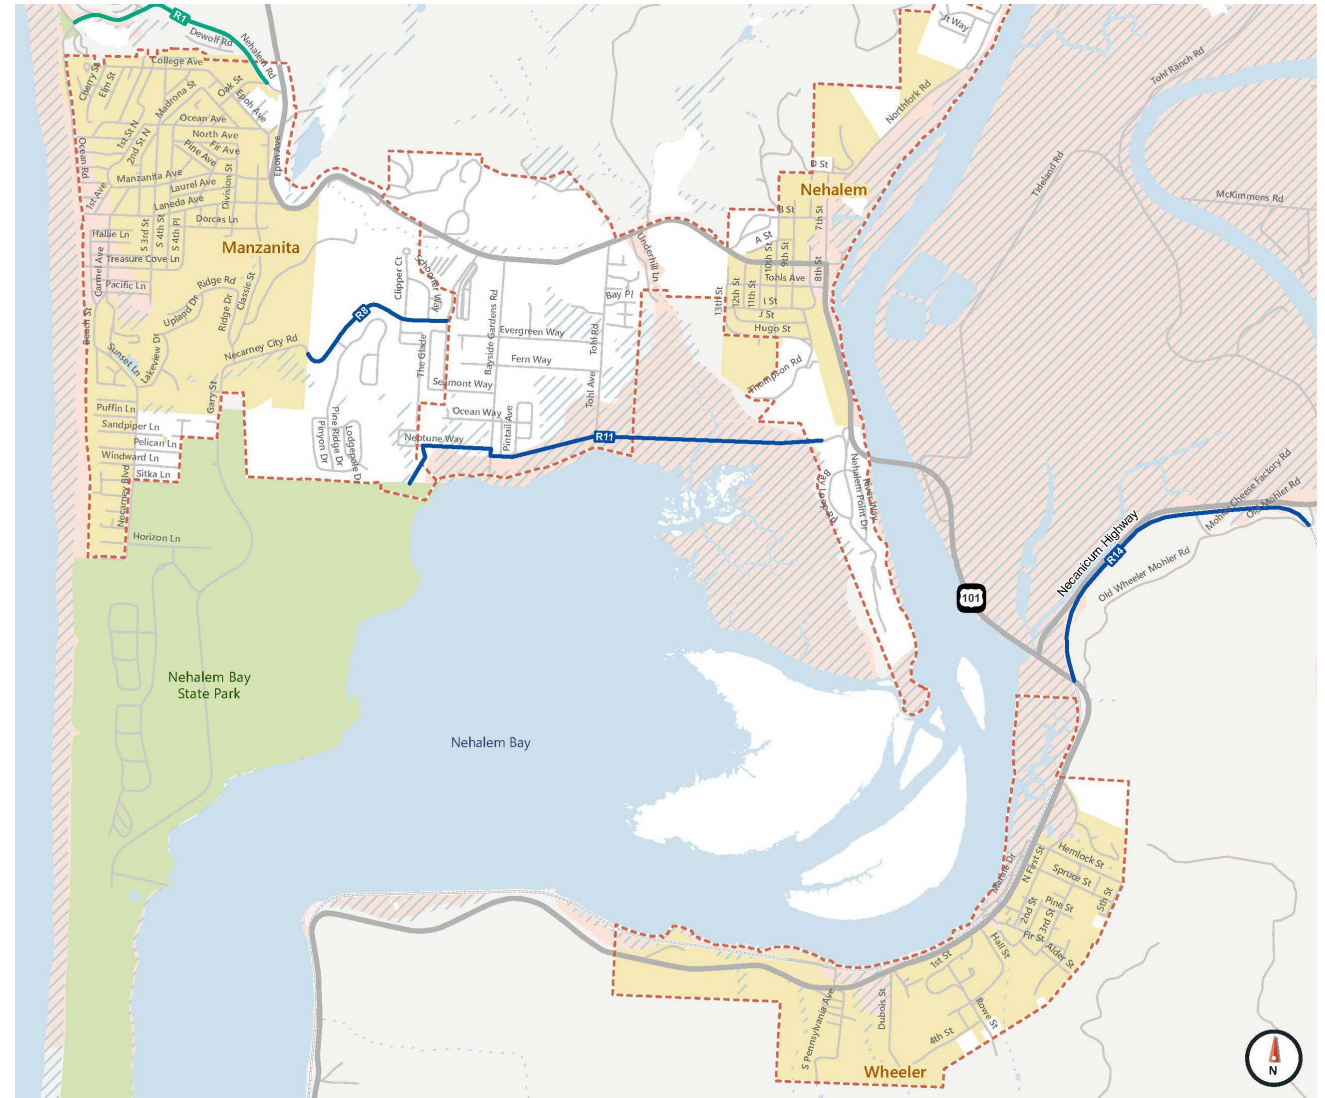 R1
Dewolf Rd
Nehalem Rd
Jt Way
Tohl Ranch Rd
College Ave
Cherry St
Elm St
Madrona St
Oak St
Epoh Ave
Northfork Rd
Ocean Ave
1st St N
2nd St N
North Ave
Fir Ave
Pine Ave
Ocean Rd
Epon Ave
Tideland Rd
D St
Manzanita Ave
Laurel Ave
Division St
Nehalem
McKimmens Rd
1st Ave
Laneda Ave
Dorcas Ln
B St
7th St
S 3rd St
S 4th St
S 4th Pl
Hallie Ln
A St
Manzanita
Underhill Ln
10th St
9th St
8th St
Treasure Cove Ln
Carmel Ave
Clipper Ct
Schooner Way
Tohls Ave
Pacific Ln
Ridge Rd
Classic St
Bay Pl
13th St
12th St
11th St
I St
Upland Dr
Ridge Dr
R8
J St
Beach St
Bayside Gardens Rd
Evergreen Way
Tohl Rd
Hugo St
Sunset Ln
Lakeview Dr
Necarney City Rd
The Glade
Fern Way
Thompson Rd
Gary St
Seamont Way
Tohl Ave
Puffin Ln
Ocean Way
Pintail Ave
Sandpiper Ln
Pinyon Dr
Pine Ridge Dr
Lodgepole D
Neptune Way
R11
Pelican Ln
Windward Ln
Sitka Ln
Necarney Blvd
Bay Loop Rd
Nehalem Point Dr
River Way
Mohler Cheese Factory Rd
Old Mohler Rd
Horizon Ln
Necanicum Highway
R14
Old Wheeler Mohler Rd
101
Nehalem Bay
State Park
Nehalem Bay
Marine Dr
N First St
Hemlock St
Spruce St
5th St
2nd St
3rd St
Pine St
Fir St
Alder St
Hall St
1st St
S Pennsylvania Ave
Dubois St
Rowe St
4th St
Wheeler
N